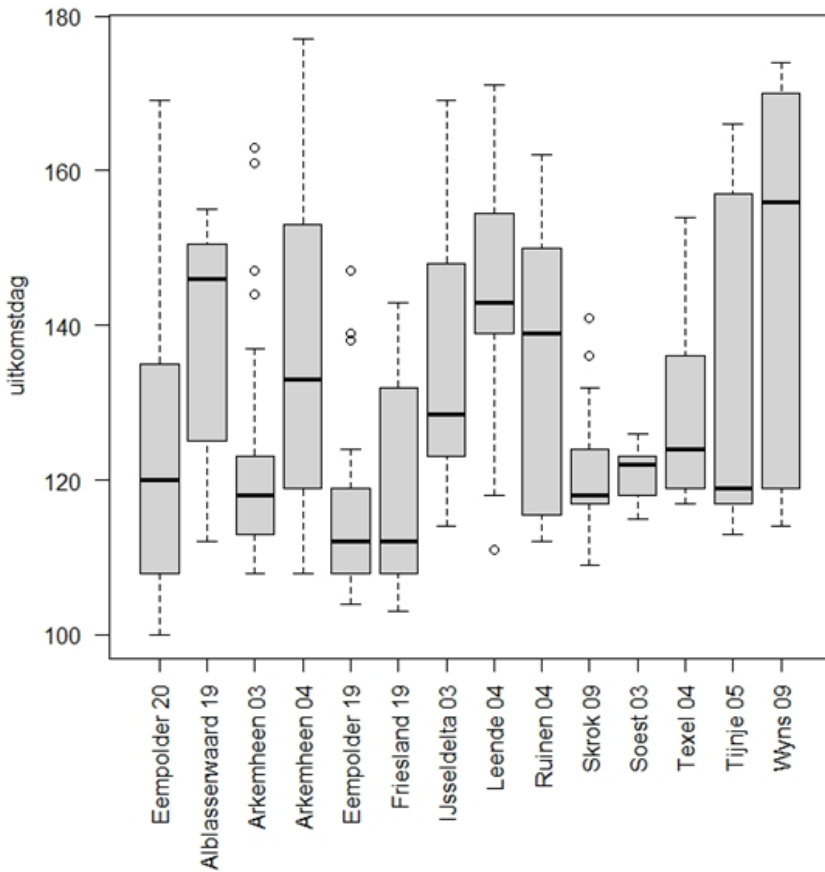 180
160
140
120
100
uitkomstdag
Eempolder 20
Alblasserwaard 19
Arkemheen 03
Arkemheen 04
Eempolder 19
Friesland 19
IJsseldelta 03
Leende 04
Ruinen 04
Skrok 09
Soest 03
Texel 04
Tijnje 05
Wyns 09